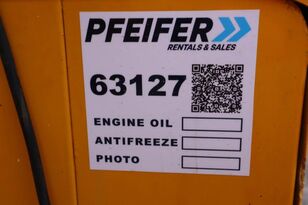 PFEIFER
RENTALS & SALES
63127
ENGINE OIL
ANTIFREEZE
PHOTO